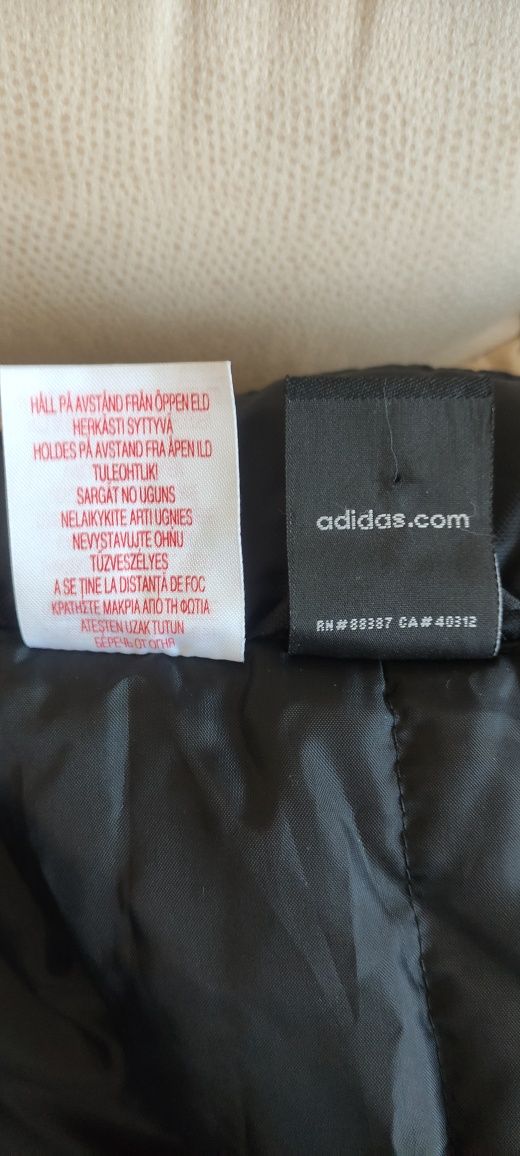 HÅLL PÅ AVSTÅND FRÅN ÖPPEN ELD
HERKÄSTI SYTTYVÄ
HOLDES PÅ AVSTAND FRA ÅPEN ILD
TULEOHTLIK!
SARGĀT NO UGUNS
NELAIKYKITE ARTI UGNIES
NEVYSTAVUJTE OHŇU
TŰZVESZÉLYES
A SE ȚINE LA DISTANȚĂ DE FOC
ΚΡΑΤΗΣΤΕ ΜΑΚΡΙΑ ΑΠΟ ΤΗ ΦΩΤΙΑ
ATEŞTEN UZAK TUTUN
БЕРЕЧЬ ОТ ОГНЯ
adidas.com
RN#88387 CA#40312